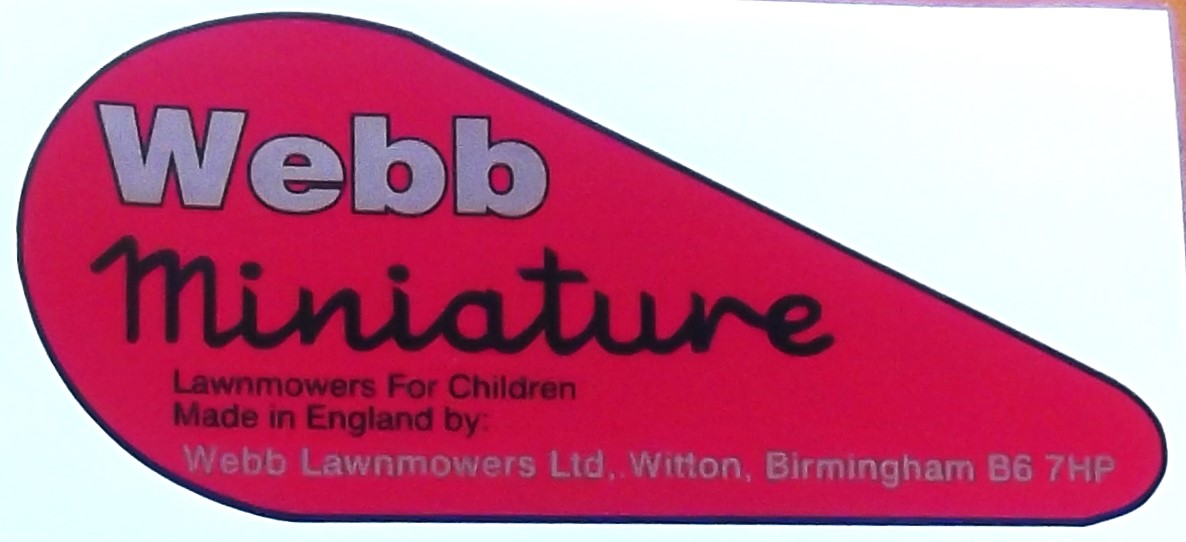 Webb
Miniature
Lawnmowers For Children
Made in England by:
Webb Lawnmowers Ltd,. Witton, Birmingham B6 7HP